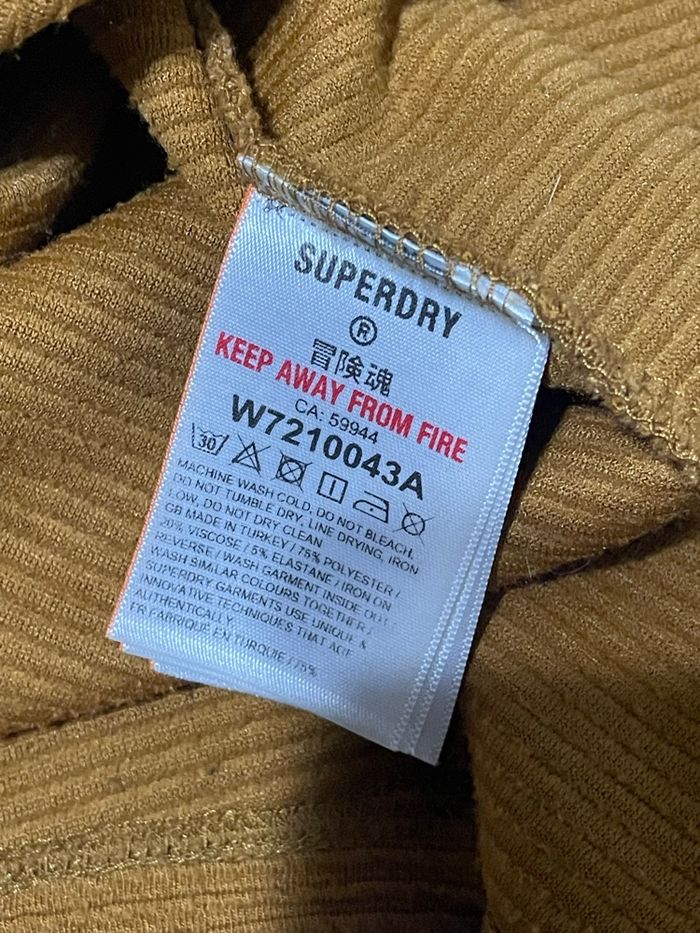 SUPERDRY
®
冒険魂
KEEP AWAY FROM FIRE
CA: 59944
W7210043A
30
MACHINE WASH COLD, DO NOT BLEACH,
DO NOT TUMBLE DRY, LINE DRYING, IRON
LOW, DO NOT DRY CLEAN
GB MADE IN TURKEY / 75% POLYESTER /
20% VISCOSE / 5% ELASTANE / IRON ON
REVERSE / WASH GARMENT INSIDE OUT /
WASH SIMILAR COLOURS TOGETHER /
SUPERDRY GARMENTS USE UNIQUE &
INNOVATIVE TECHNIQUES THAT AGE
AUTHENTICALLY
FR FABRIQUÉ EN TURQUIE / 75%